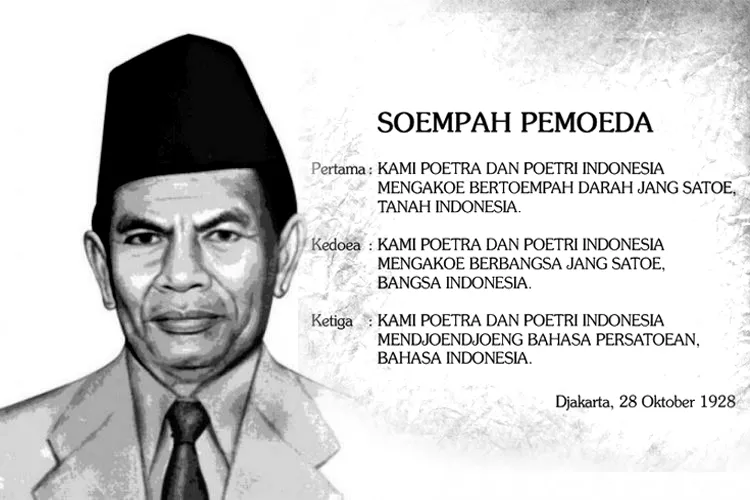 SOEMPAH PEMOEDA
Pertama : KAMI POETRA DAN POETRI INDONESIA
MENGAKOE BERTOEMPAH DARAH JANG SATOE,
TANAH INDONESIA.
Kedoea : KAMI POETRA DAN POETRI INDONESIA
MENGAKOE BERBANGSA JANG SATOE,
BANGSA INDONESIA.
Ketiga : KAMI POETRA DAN POETRI INDONESIA
MENDJOENDJOENG BAHASA PERSATOEAN,
BAHASA INDONESIA.
Djakarta, 28 Oktober 1928